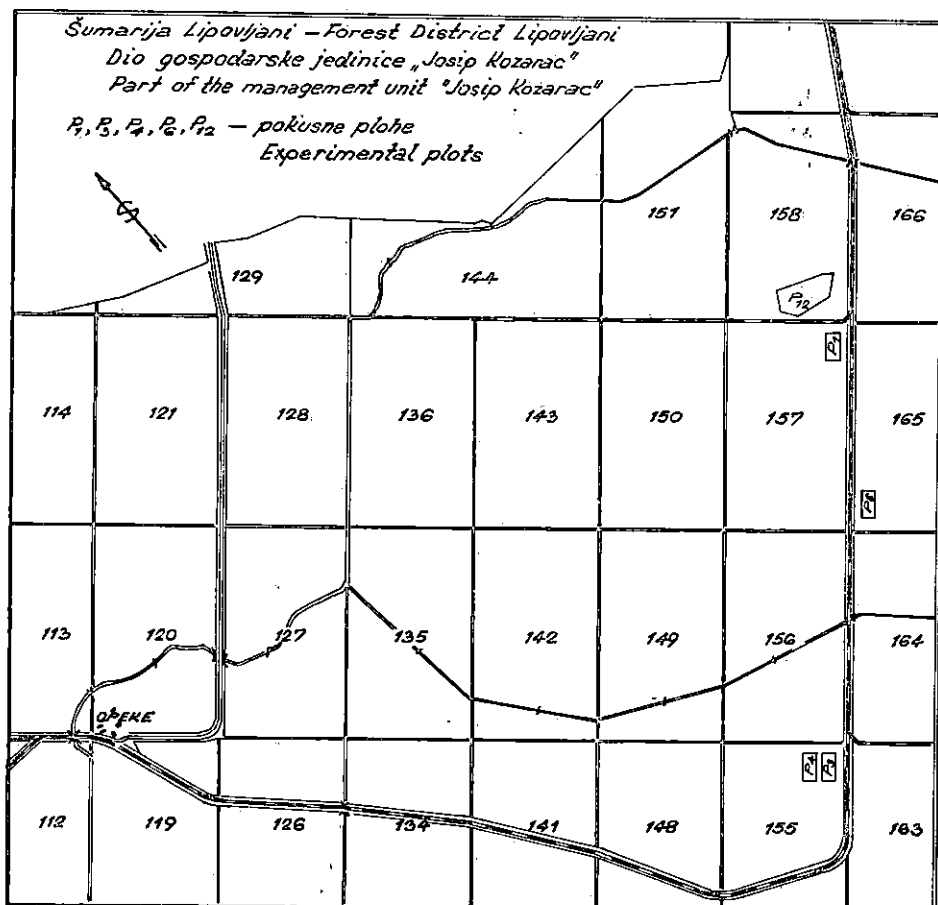 Šumarija Lipovljani – Forest District Lipovljani
Dio gospodarske jedinice „Josip Kozarac"
Part of the management unit "Josip Kozarac"
P₁, P₃, P₄, P₆, P₁₂ – pokusne plohe
Experimental plots
151 158 166
129 144
P₁₂
114 121 128 136 143 150 157 165
P₆
113 120 127 135 142 149 156 164
OPEKE
P₄ P₃
112 119 126 134 141 148 155 163